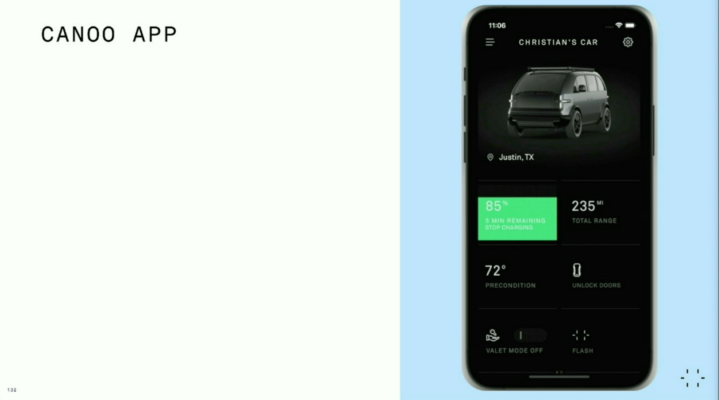 CANOO APP
11:06
CHRISTIAN'S CAR
Justin, TX
85%
5 MIN REMAINING
STOP CHARGING
235 MI
TOTAL RANGE
72°
PRECONDITION
UNLOCK DOORS
VALET MODE OFF
FLASH